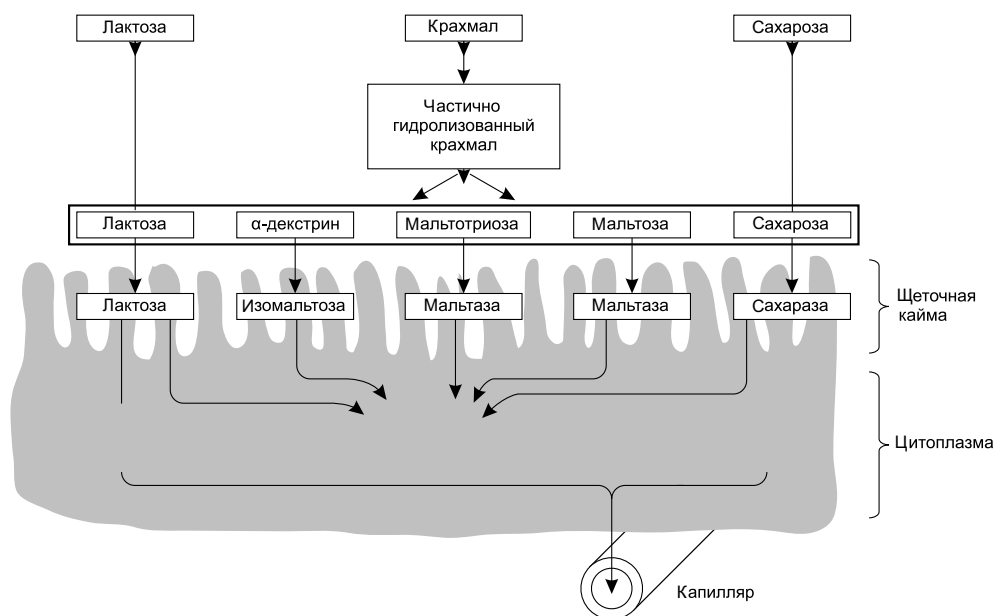 Лактоза
Крахмал
Сахароза
Частично
гидролизованный
крахмал
Лактоза
α-декстрин
Мальтотриоза
Мальтоза
Сахароза
Лактоза
Изомальтоза
Мальтаза
Мальтаза
Сахараза
Щеточная
кайма
Цитоплазма
Капилляр